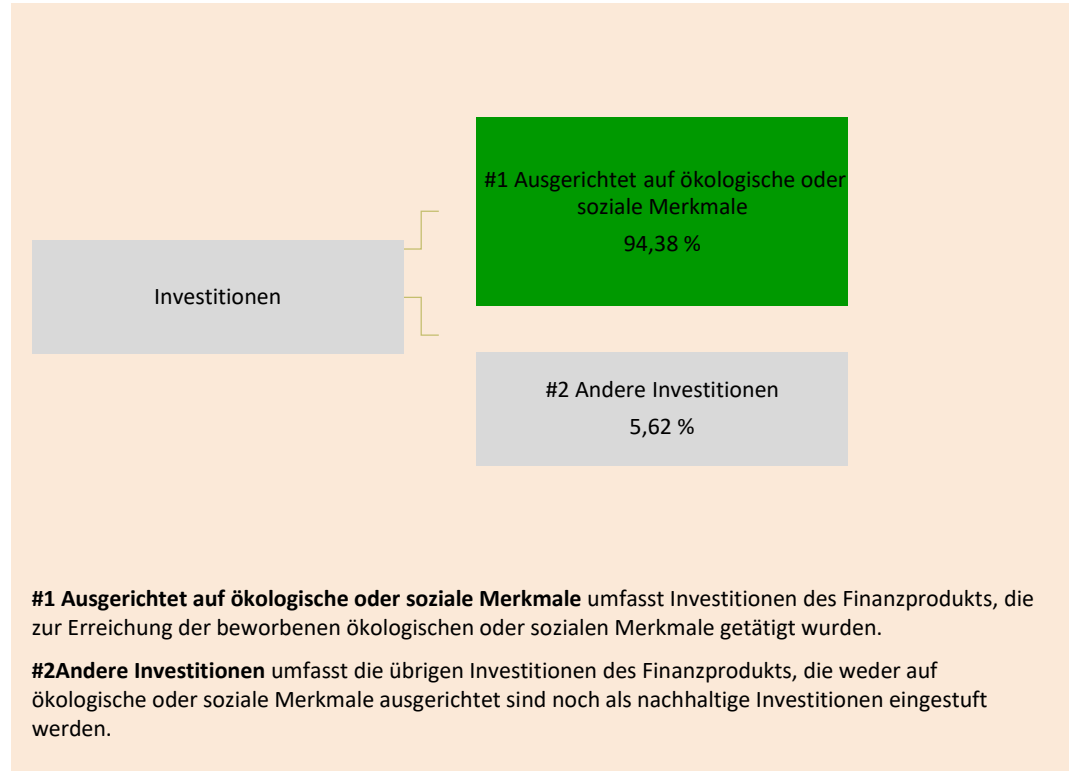 #1 Ausgerichtet auf ökologische oder
soziale Merkmale
94,38 %
Investitionen
#2 Andere Investitionen
5,62 %
#1 Ausgerichtet auf ökologische oder soziale Merkmale umfasst Investitionen des Finanzprodukts, die
zur Erreichung der beworbenen ökologischen oder sozialen Merkmale getätigt wurden.
#2Andere Investitionen umfasst die übrigen Investitionen des Finanzprodukts, die weder auf
ökologische oder soziale Merkmale ausgerichtet sind noch als nachhaltige Investitionen eingestuft
werden.